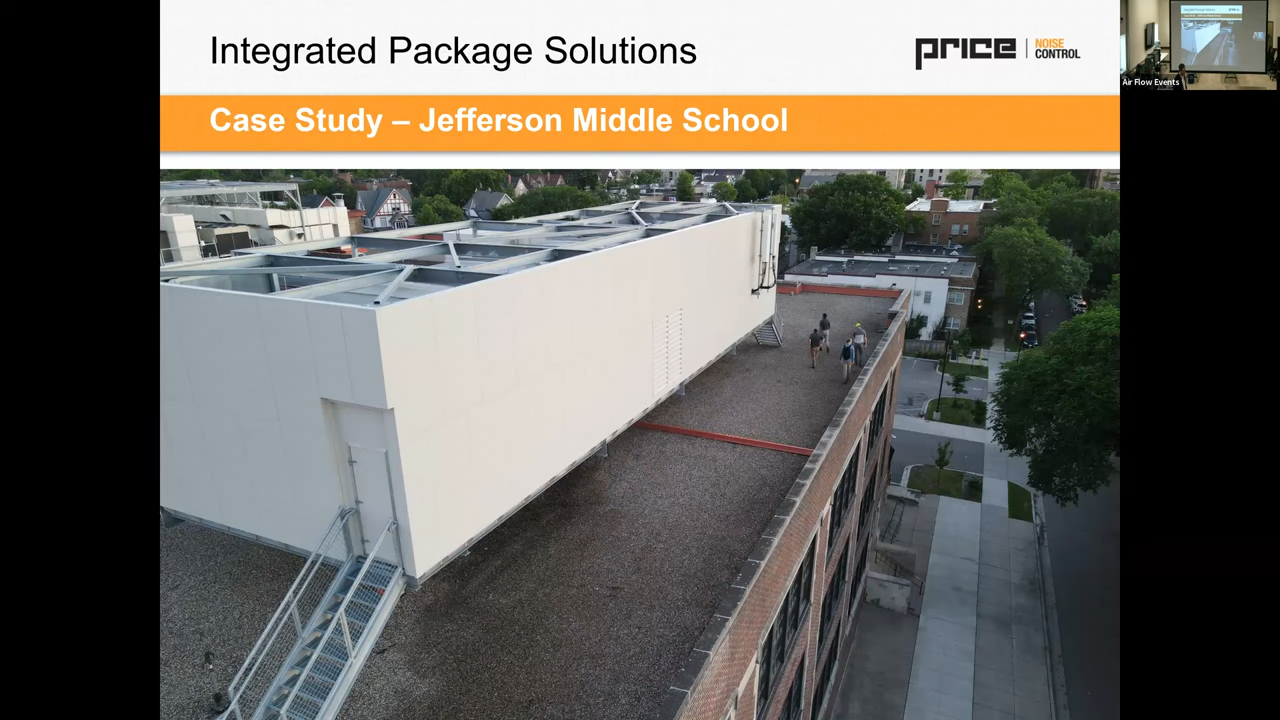 Integrated Package Solutions
PRICE
NOISE
CONTROL
Case Study – Jefferson Middle School
Air Flow Events